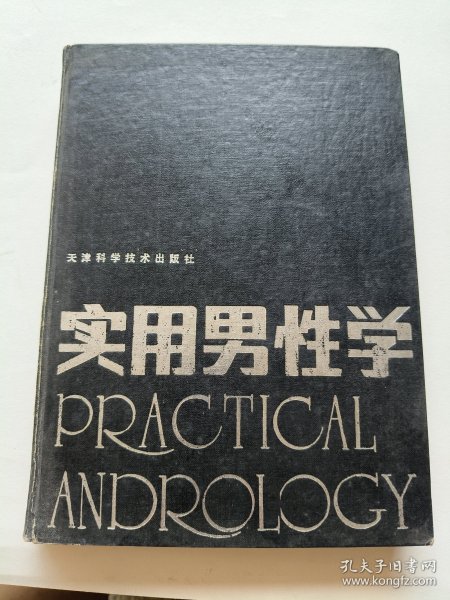 天津科学技术出版社
实用男性学
PRACTICAL
ANDROLOGY
孔夫子旧书网
www.kongfz.com